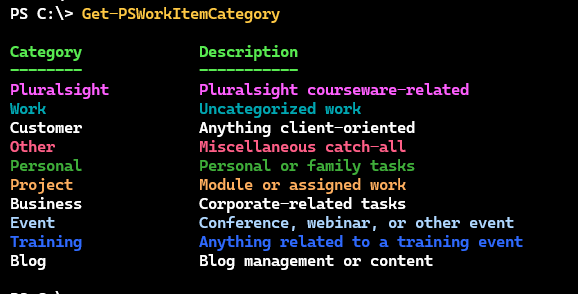 PS C:\> Get-PSWorkItemCategory
Category Description
-------- -----------
Pluralsight Pluralsight courseware-related
Work Uncategorized work
Customer Anything client-oriented
Other Miscellaneous catch-all
Personal Personal or family tasks
Project Module or assigned work
Business Corporate-related tasks
Event Conference, webinar, or other event
Training Anything related to a training event
Blog Blog management or content